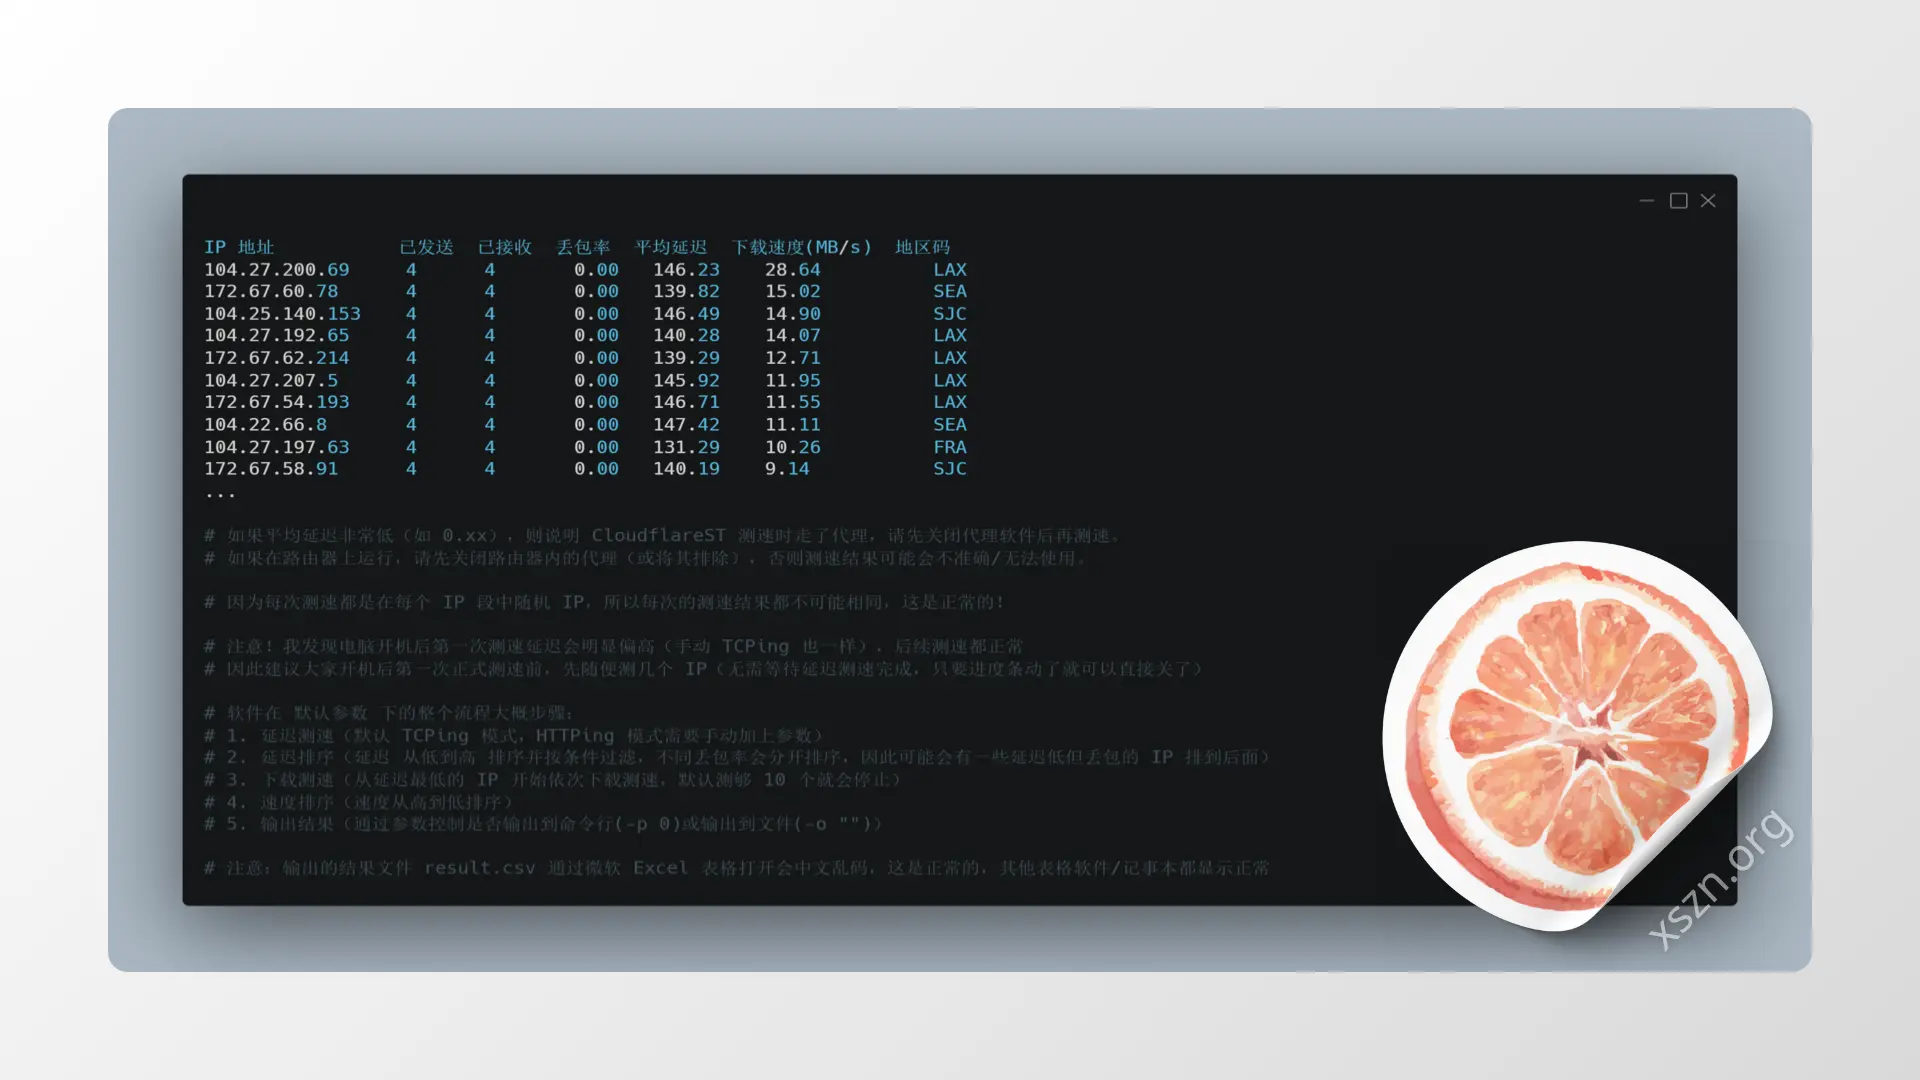 IP 地址 已发送 已接收 丢包率 平均延迟 下载速度(MB/s) 地区码
104.27.200.69 4 4 0.00 146.23 28.64 LAX
172.67.60.78 4 4 0.00 139.82 15.02 SEA
104.25.140.153 4 4 0.00 146.49 14.90 SJC
104.27.192.65 4 4 0.00 140.28 14.07 LAX
172.67.62.214 4 4 0.00 139.29 12.71 LAX
104.27.207.5 4 4 0.00 145.92 11.95 LAX
172.67.54.193 4 4 0.00 146.71 11.55 LAX
104.22.66.8 4 4 0.00 147.42 11.11 SEA
104.27.197.63 4 4 0.00 131.29 10.26 FRA
172.67.58.91 4 4 0.00 140.19 9.14 SJC
...
# 如果平均延迟非常低（如 0.xx），则说明 CloudflareST 测速时走了代理，请先关闭代理软件后再测速。
# 如果在路由器上运行，请先关闭路由器内的代理（或将其排除），否则测速结果可能会不准确/无法使用。
# 因为每次测速都是在每个 IP 段中随机 IP，所以每次的测速结果都不可能相同，这是正常的！
# 注意！我发现电脑开机后第一次测速延迟会明显偏高（手动 TCPing 也一样），后续测速都正常
# 因此建议大家开机后第一次正式测速前，先随便测几个 IP（无需等待延迟测速完成，只要进度条动了就可以直接关了）
# 软件在 默认参数 下的整个流程大概步骤：
# 1. 延迟测速（默认 TCPing 模式，HTTPing 模式需要手动加上参数）
# 2. 延迟排序（延迟 从低到高 排序并按条件过滤，不同丢包率会分开排序，因此可能会有一些延迟低但丢包的 IP 排到后面）
# 3. 下载测速（从延迟最低的 IP 开始依次下载测速，默认测够 10 个就会停止）
# 4. 速度排序（速度从高到低排序）
# 5. 输出结果（通过参数控制是否输出到命令行(-p 0)或输出到文件(-o "")）
# 注意：输出的结果文件 result.csv 通过微软 Excel 表格打开会中文乱码，这是正常的，其他表格软件/记事本都显示正常
xszn.org